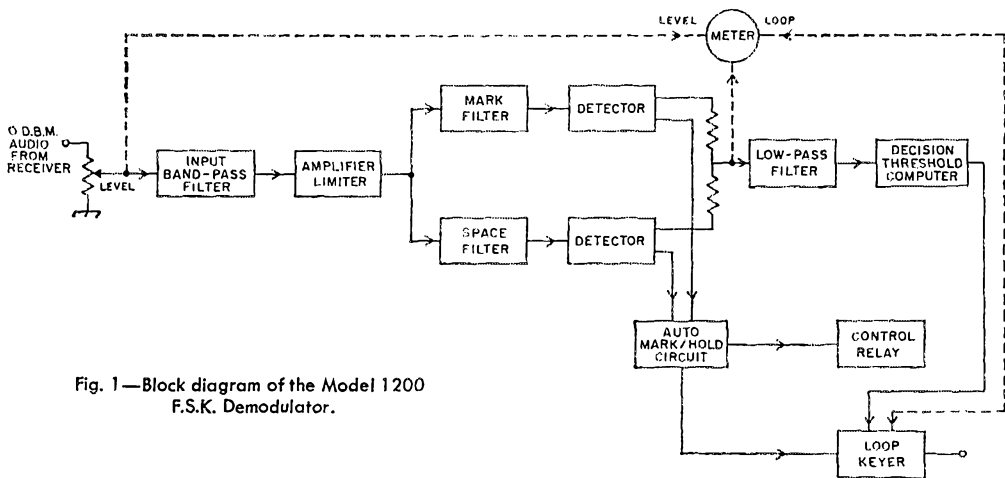 LEVEL
LOOP
METER
O D.B.M.
AUDIO
FROM
RECEIVER
LEVEL
INPUT
BAND-PASS
FILTER
AMPLIFIER
LIMITER
MARK
FILTER
DETECTOR
SPACE
FILTER
DETECTOR
LOW-PASS
FILTER
DECISION
THRESHOLD
COMPUTER
AUTO
MARK/HOLD
CIRCUIT
CONTROL
RELAY
LOOP
KEYER
Fig. 1—Block diagram of the Model 1200
F.S.K. Demodulator.